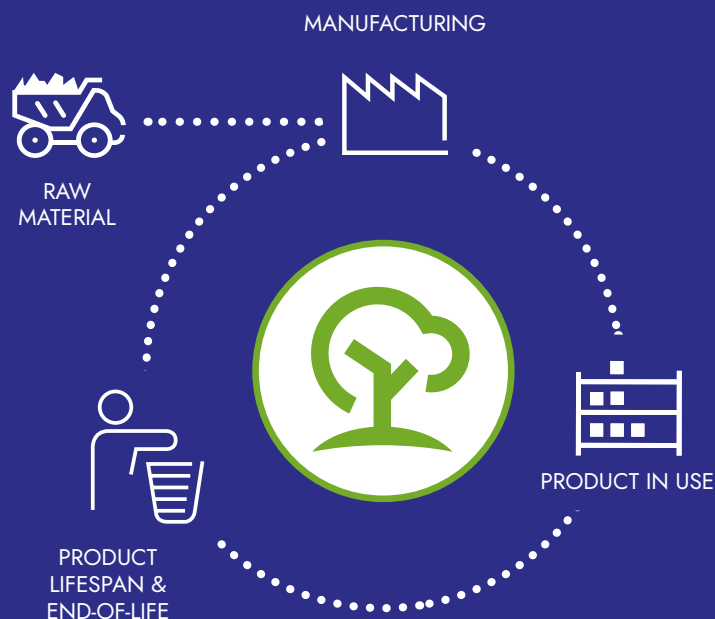 MANUFACTURING
RAW
MATERIAL
PRODUCT IN USE
PRODUCT
LIFESPAN &
END-OF-LIFE